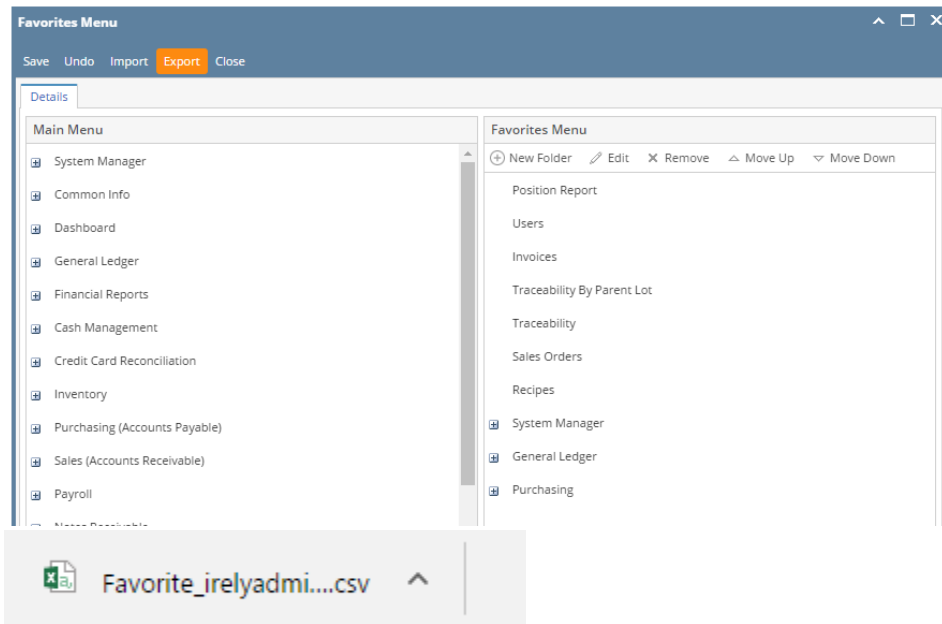 Favorites Menu
Save Undo Import Export Close
Details
Main Menu
System Manager
Common Info
Dashboard
General Ledger
Financial Reports
Cash Management
Credit Card Reconciliation
Inventory
Purchasing (Accounts Payable)
Sales (Accounts Receivable)
Payroll
Favorites Menu
New Folder Edit Remove Move Up Move Down
Position Report
Users
Invoices
Traceability By Parent Lot
Traceability
Sales Orders
Recipes
System Manager
General Ledger
Purchasing
Favorite_irelyadmi....csv